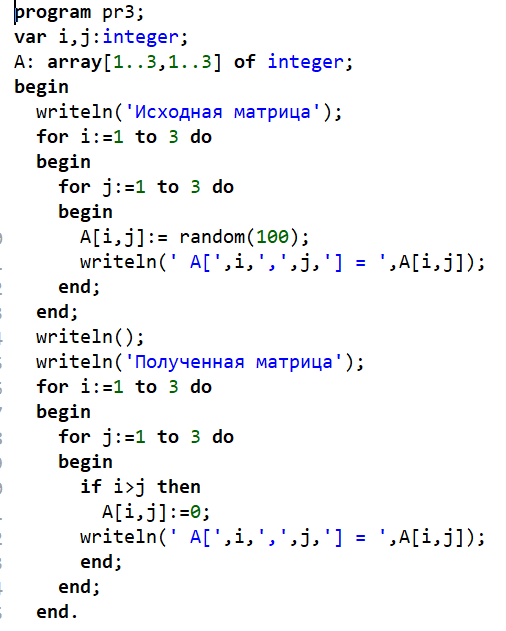 program pr3;
var i,j:integer;
A: array[1..3,1..3] of integer;
begin
  writeln('Исходная матрица');
  for i:=1 to 3 do
  begin
    for j:=1 to 3 do
    begin
      A[i,j]:= random(100);
      writeln(' A[',i,',',j,'] = ',A[i,j]);
    end;
  end;
  writeln();
  writeln('Полученная матрица');
  for i:=1 to 3 do
  begin
    for j:=1 to 3 do
    begin
      if i>j then
        A[i,j]:=0;
      writeln(' A[',i,',',j,'] = ',A[i,j]);
      end;
    end;
  end.